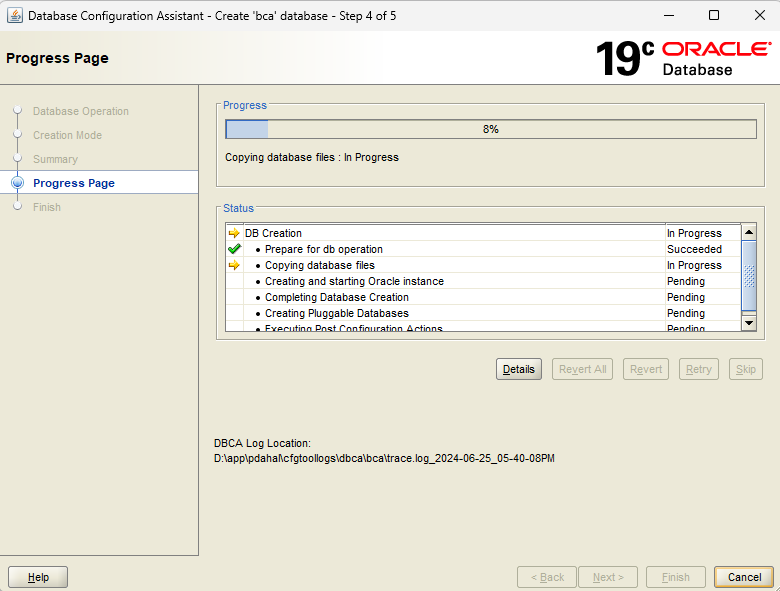 Database Configuration Assistant - Create 'bca' database - Step 4 of 5
Progress Page
19c ORACLE
Database
Database Operation
Creation Mode
Summary
Progress Page
Finish
Progress
8%
Copying database files : In Progress
Status
DB Creation In Progress
• Prepare for db operation Succeeded
• Copying database files In Progress
• Creating and starting Oracle instance Pending
• Completing Database Creation Pending
• Creating Pluggable Databases Pending
• Executing Post Configuration Actions Pending
Details Revert All Revert Retry Skip
DBCA Log Location:
D:\app\pdahal\cfgtoollogs\dbca\bca\trace.log_2024-06-25_05-40-08PM
Help < Back Next > Finish Cancel